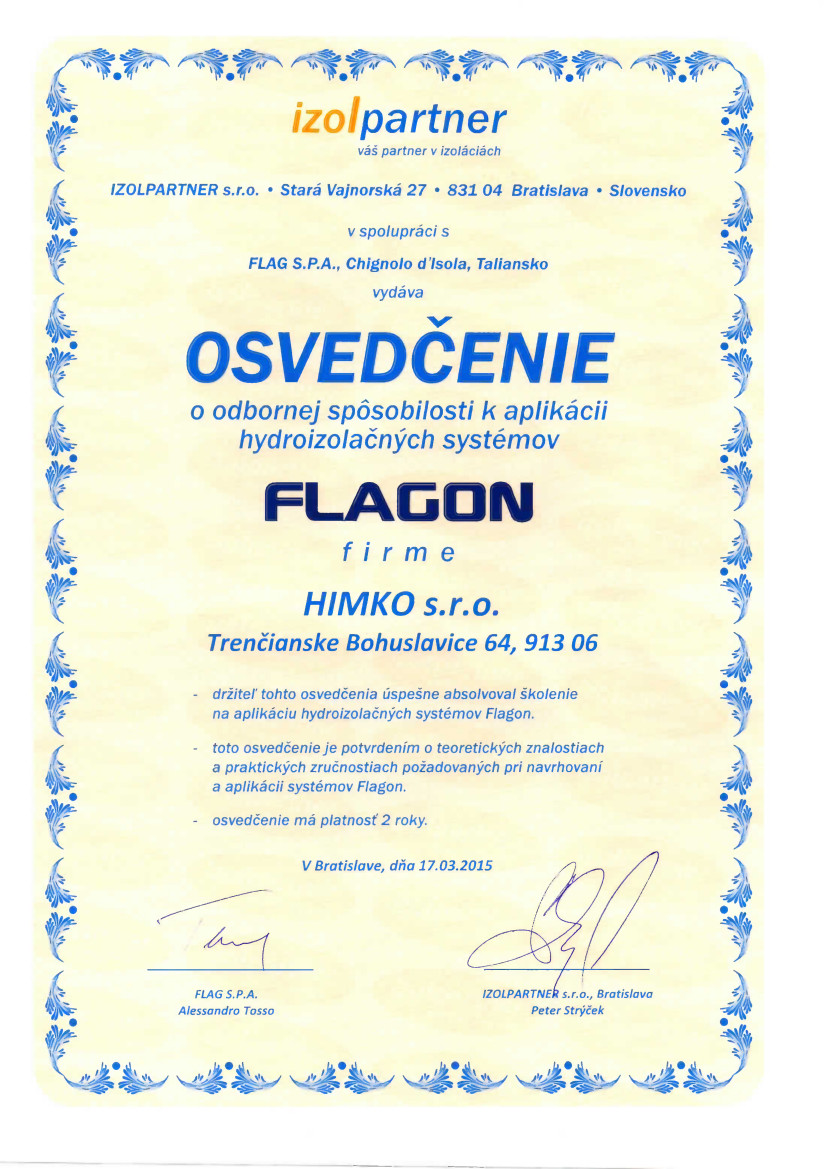 izolpartner
váš partner v izoláciách
IZOLPARTNER s.r.o. • Stará Vajnorská 27 • 831 04 Bratislava • Slovensko
v spolupráci s
FLAG S.P.A., Chignolo d'Isola, Taliansko
vydáva
OSVEDČENIE
o odbornej spôsobilosti k aplikácii
hydroizolačných systémov
FLAGON
firme
HIMKO s.r.o.
Trenčianske Bohuslavice 64, 913 06
- držiteľ tohto osvedčenia úspešne absolvoval školenie
na aplikáciu hydroizolačných systémov Flagon.
- toto osvedčenie je potvrdením o teoretických znalostiach
a praktických zručnostiach požadovaných pri navrhovaní
a aplikácii systémov Flagon.
- osvedčenie má platnosť 2 roky.
V Bratislave, dňa 17.03.2015
FLAG S.P.A.
Alessandro Tosso
IZOLPARTNER s.r.o., Bratislava
Peter Strýček